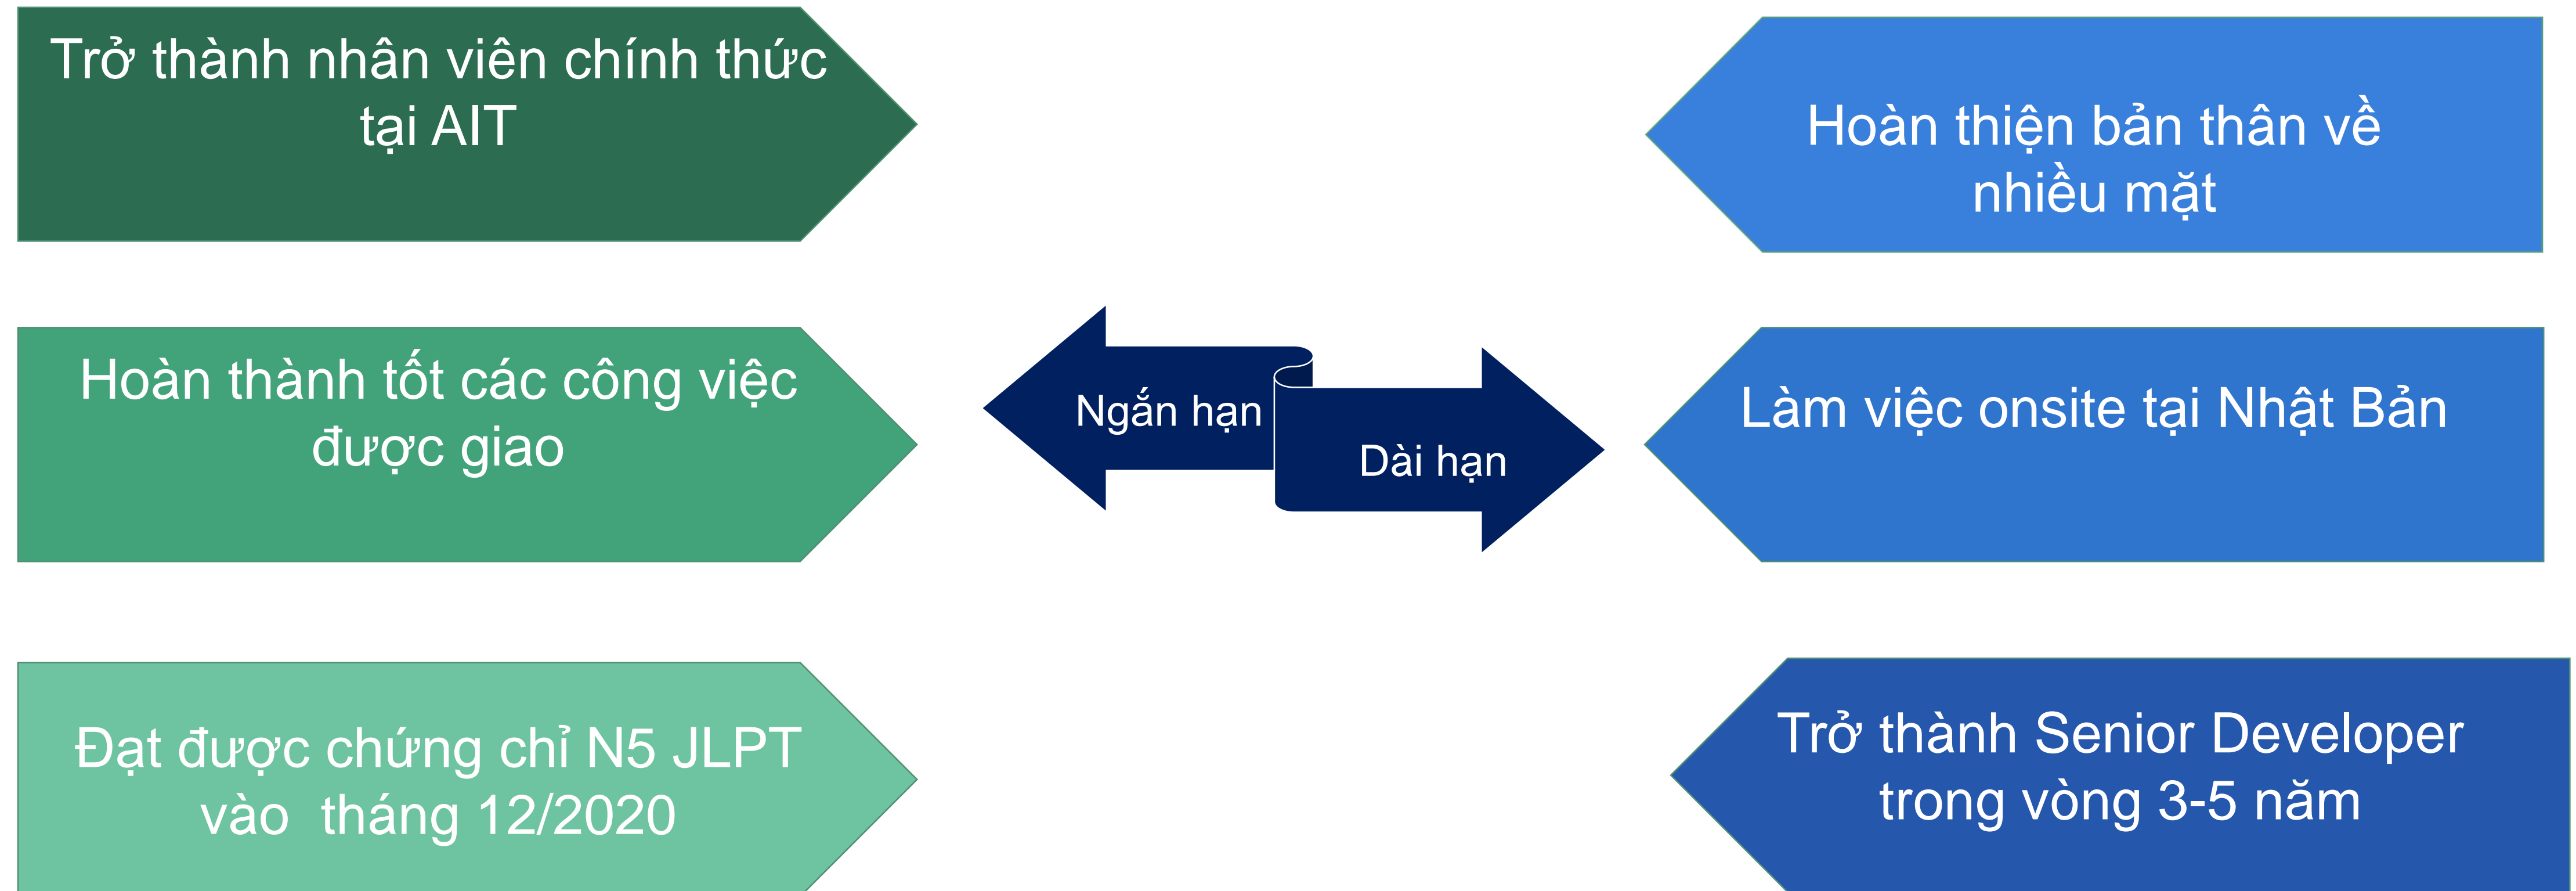 Trở thành nhân viên chính thức
tại AIT
Hoàn thành tốt các công việc
được giao
Đạt được chứng chỉ N5 JLPT
vào  tháng 12/2020
Ngắn hạn
Dài hạn
Hoàn thiện bản thân về
nhiều mặt
Làm việc onsite tại Nhật Bản
Trở thành Senior Developer
trong vòng 3-5 năm